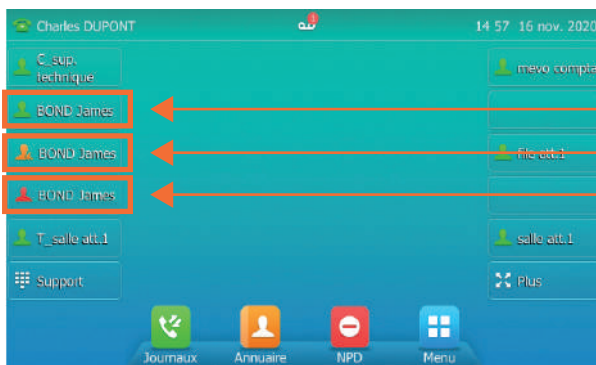 Charles DUPONT
14 57 16 nov. 2020
C_sup.
technique
mevo compta
BOND James
BOND James
file att.1
BOND James
T_salle att.1
salle att.1
Support
Plus
Journaux
Annuaire
NPD
Menu